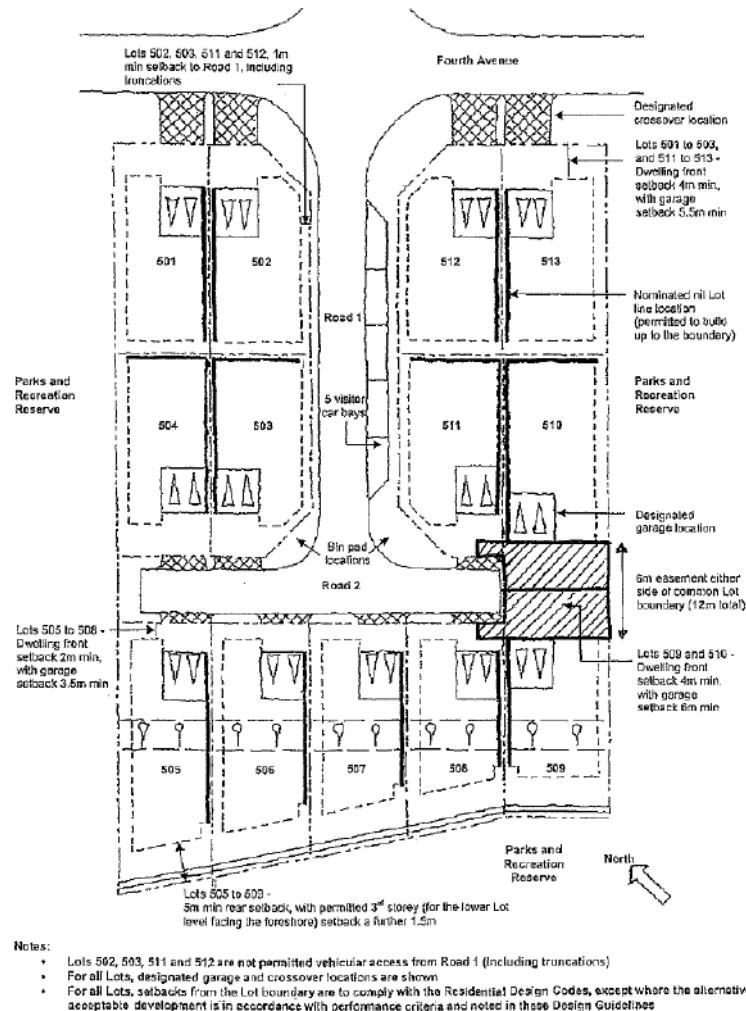 Lots 502, 503, 511 and 512, 1m
min setback to Road 1, including
truncations
Fourth Avenue
Designated
crossover location
Lots 501 to 503,
and 511 to 513 -
Dwelling front
setback 4m min,
with garage
setback 5.5m min
501
502
512
513
Nominated nil Lot
line location
(permitted to build
up to the boundary)
Road 1
Parks and
Recreation
Reserve
Parks and
Recreation
Reserve
5 visitor
car bays
504
503
511
510
Designated
garage location
Bin pad
locations
Road 2
6m easement either
side of common Lot
boundary (12m total)
Lots 505 to 508 -
Dwelling front
setback 2m min,
with garage
setback 3.5m min
Lots 509 and 510 -
Dwelling front
setback 4m min,
with garage
setback 6m min
505
506
507
508
509
Parks and
Recreation
Reserve
North
Lots 505 to 509 -
5m min rear setback, with permitted 3rd storey (for the lower Lot
level facing the foreshore) setback a further 1.5m
Notes:
• Lots 502, 503, 511 and 512 are not permitted vehicular access from Road 1 (including truncations)
• For all Lots, designated garage and crossover locations are shown
• For all Lots, setbacks from the Lot boundary are to comply with the Residential Design Codes, except where the alternativ
acceptable development is in accordance with performance criteria and noted in these Design Guidelines